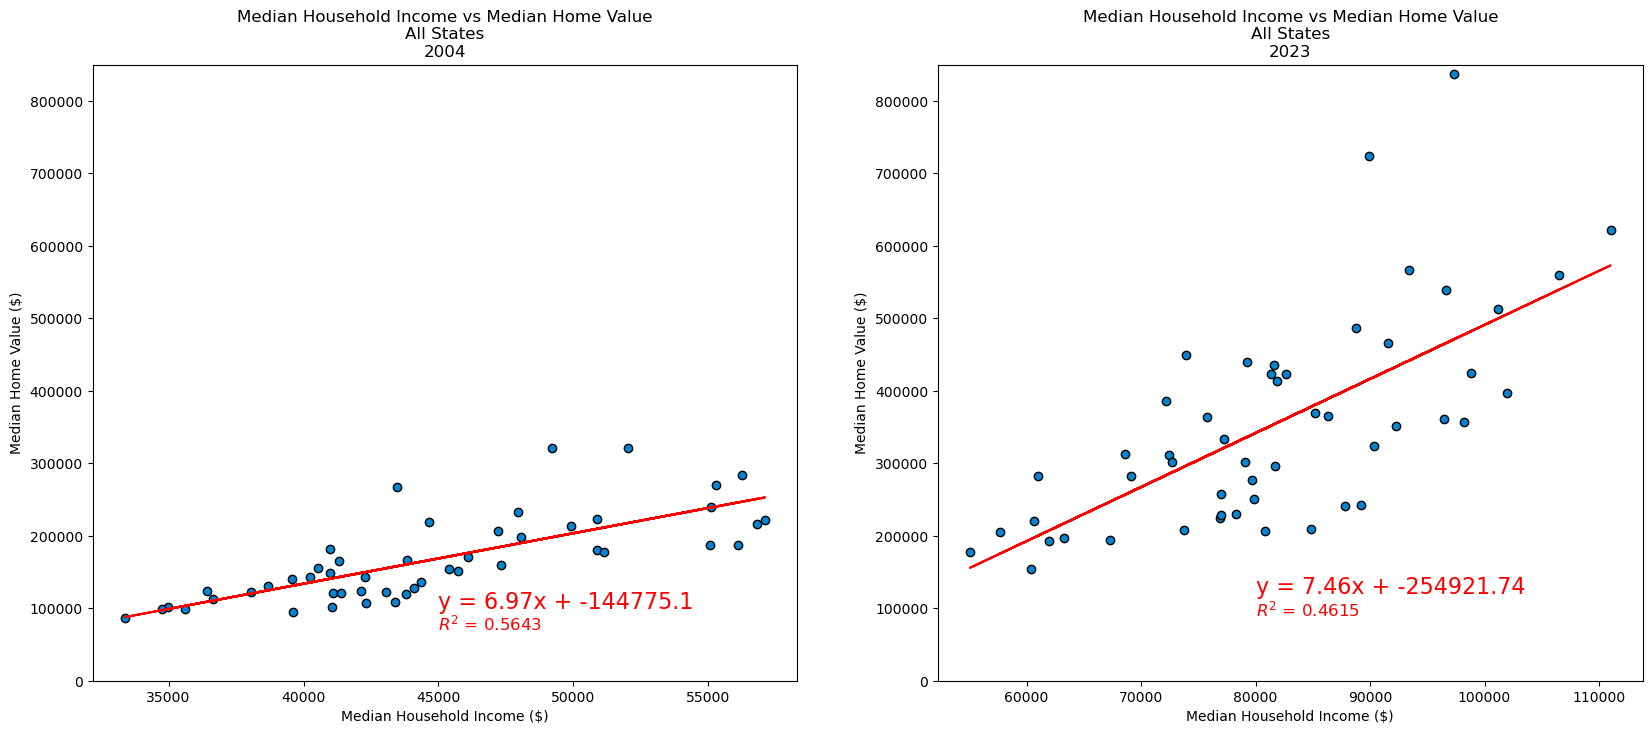 Median Household Income vs Median Home Value
All States
2004
800000
700000
600000
500000
400000
300000
200000
100000
0
Median Home Value ($)
y = 6.97x + -144775.1
R² = 0.5643
35000 40000 45000 50000 55000
Median Household Income ($)
Median Household Income vs Median Home Value
All States
2023
800000
700000
600000
500000
400000
300000
200000
100000
0
Median Home Value ($)
y = 7.46x + -254921.74
R² = 0.4615
60000 70000 80000 90000 100000 110000
Median Household Income ($)